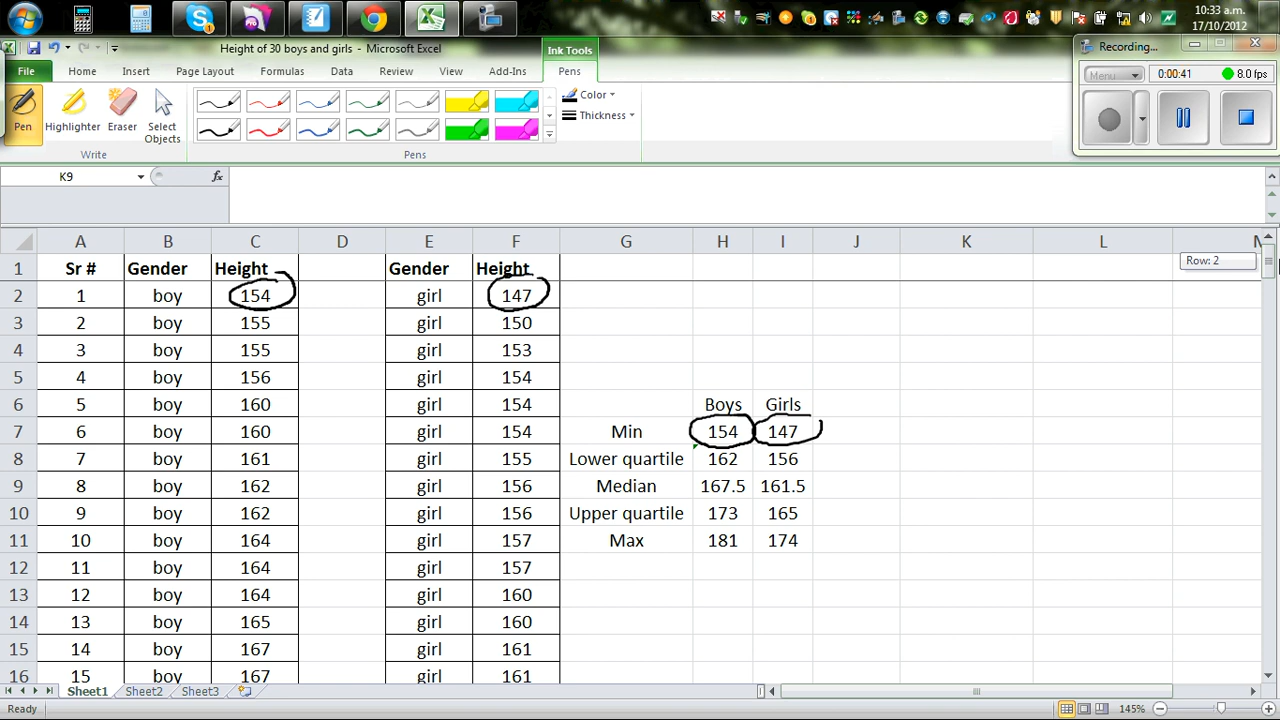 10:33 a.m.
17/10/2012
Height of 30 boys and girls - Microsoft Excel
Ink Tools
Recording...
File Home Insert Page Layout Formulas Data Review View Add-Ins Pens
Menu 0:00:41 8.0 fps
Pen Highlighter Eraser Select Objects
Color
Thickness
Write Pens
K9 fx
A B C D E F G H I J K L
1 Sr # Gender Height Gender Height
Row: 2
2 1 boy 154 girl 147
3 2 boy 155 girl 150
4 3 boy 155 girl 153
5 4 boy 156 girl 154
6 5 boy 160 girl 154 Boys Girls
7 6 boy 160 girl 154 Min 154 147
8 7 boy 161 girl 155 Lower quartile 162 156
9 8 boy 162 girl 156 Median 167.5 161.5
10 9 boy 162 girl 156 Upper quartile 173 165
11 10 boy 164 girl 157 Max 181 174
12 11 boy 164 girl 157
13 12 boy 164 girl 160
14 13 boy 165 girl 160
15 14 boy 167 girl 161
16 15 boy 167 girl 161
Sheet1 Sheet2 Sheet3
Ready 145%